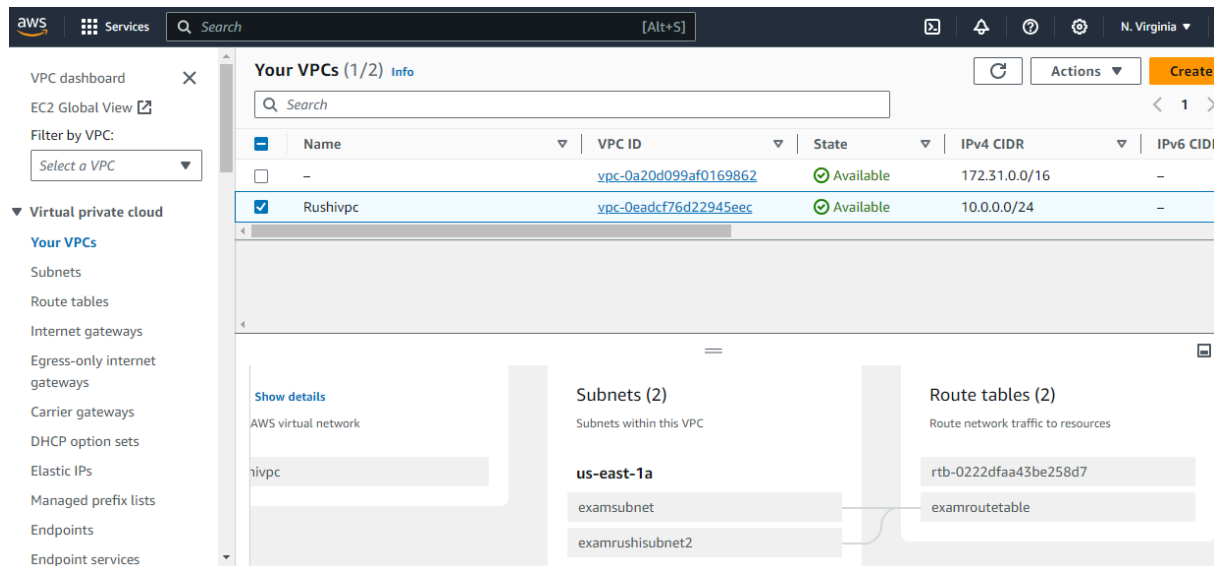 aws Services Search [Alt+S] N. Virginia
VPC dashboard
EC2 Global View
Filter by VPC:
Select a VPC
Virtual private cloud
Your VPCs
Subnets
Route tables
Internet gateways
Egress-only internet
gateways
Carrier gateways
DHCP option sets
Elastic IPs
Managed prefix lists
Endpoints
Endpoint services
Your VPCs (1/2) Info
Actions
Create
Search
1
Name VPC ID State IPv4 CIDR IPv6 CID
– vpc-0a20d099af0169862 Available 172.31.0.0/16 –
Rushivpc vpc-0eadcf76d22945eec Available 10.0.0.0/24 –
Show details
AWS virtual network
hivpc
Subnets (2)
Subnets within this VPC
us-east-1a
examsubnet
examrushisubnet2
Route tables (2)
Route network traffic to resources
rtb-0222dfaa43be258d7
examroutetable